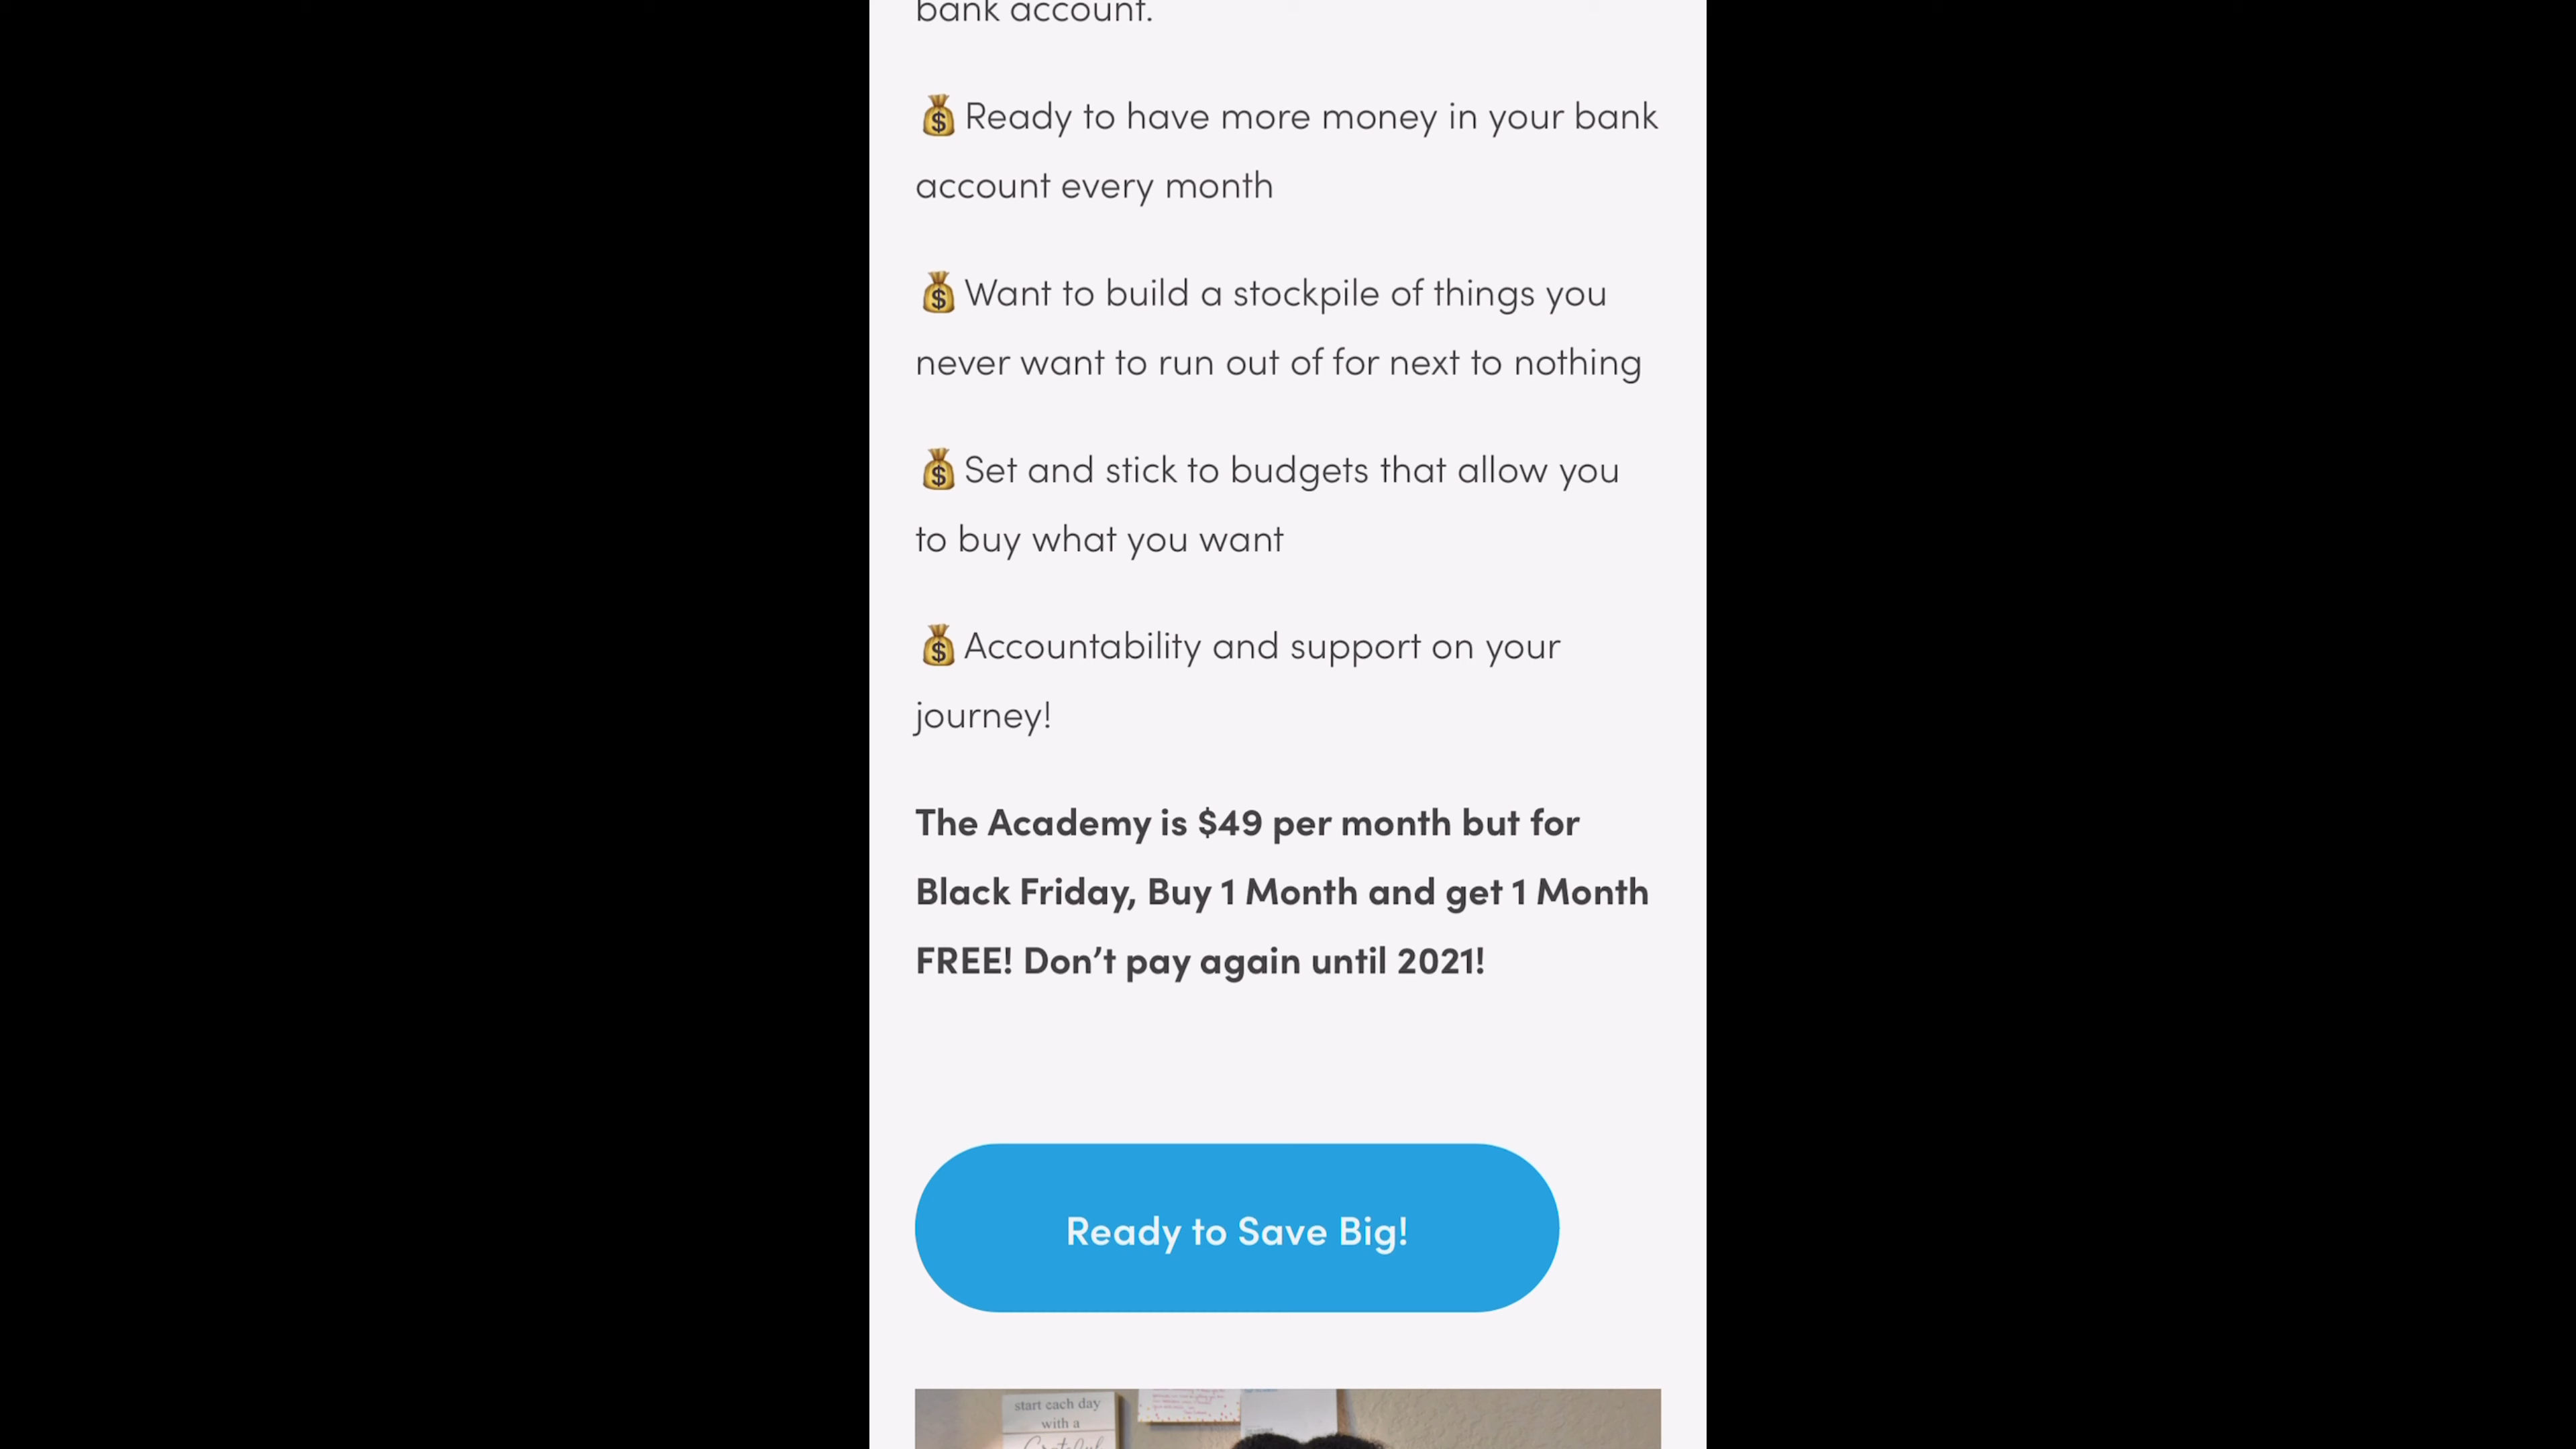 bank account.
💰Ready to have more money in your bank
account every month
💰Want to build a stockpile of things you
never want to run out of for next to nothing
💰Set and stick to budgets that allow you
to buy what you want
💰Accountability and support on your
journey!
The Academy is $49 per month but for
Black Friday, Buy 1 Month and get 1 Month
FREE! Don’t pay again until 2021!
Ready to Save Big!
start each day
with a
Grateful